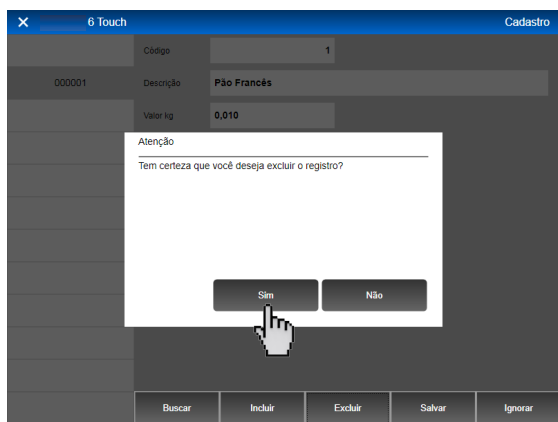 ✕ 6 Touch Cadastro
Código 1
000001 Descrição Pão Francês
Valor kg 0,010
Atenção
Tem certeza que você deseja excluir o registro?
Sim Não
Buscar Incluir Excluir Salvar Ignorar